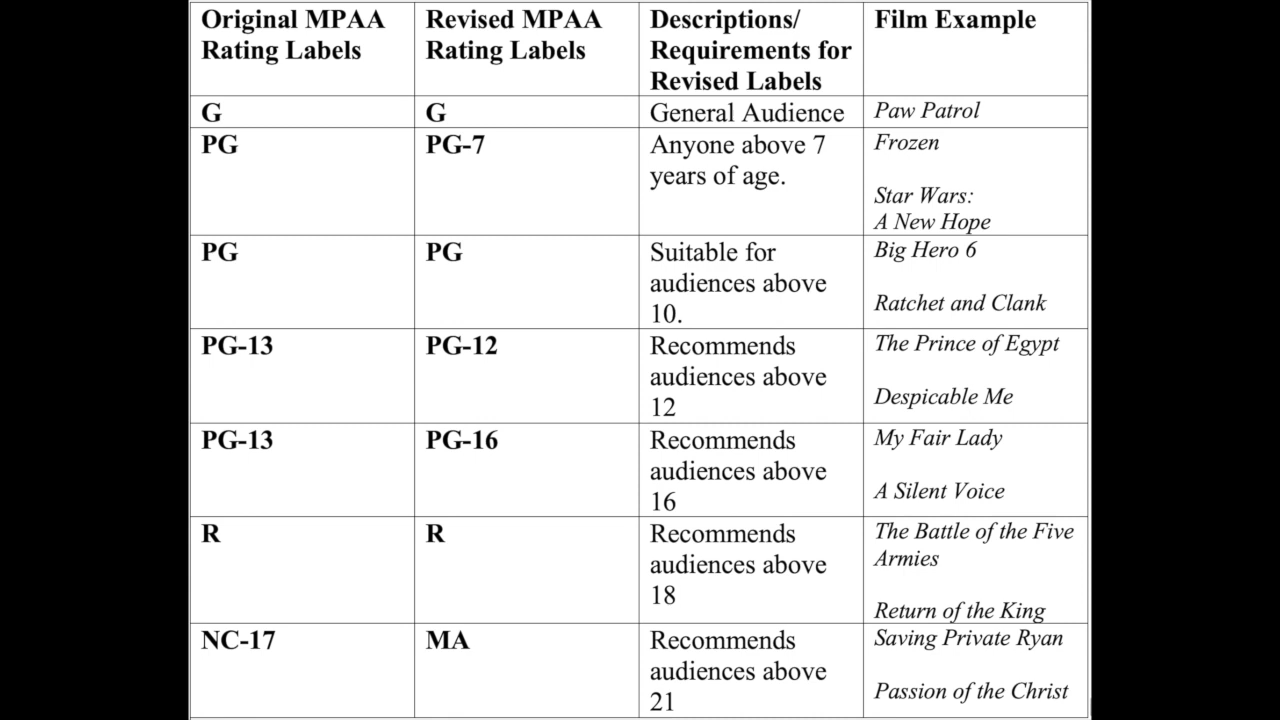 Original MPAA
Rating Labels
Revised MPAA
Rating Labels
Descriptions/
Requirements for
Revised Labels
Film Example
G
G
General Audience
Paw Patrol
PG
PG-7
Anyone above 7
years of age.
Frozen
Star Wars:
A New Hope
PG
PG
Suitable for
audiences above
10.
Big Hero 6
Ratchet and Clank
PG-13
PG-12
Recommends
audiences above
12
The Prince of Egypt
Despicable Me
PG-13
PG-16
Recommends
audiences above
16
My Fair Lady
A Silent Voice
R
R
Recommends
audiences above
18
The Battle of the Five
Armies
Return of the King
NC-17
MA
Recommends
audiences above
21
Saving Private Ryan
Passion of the Christ